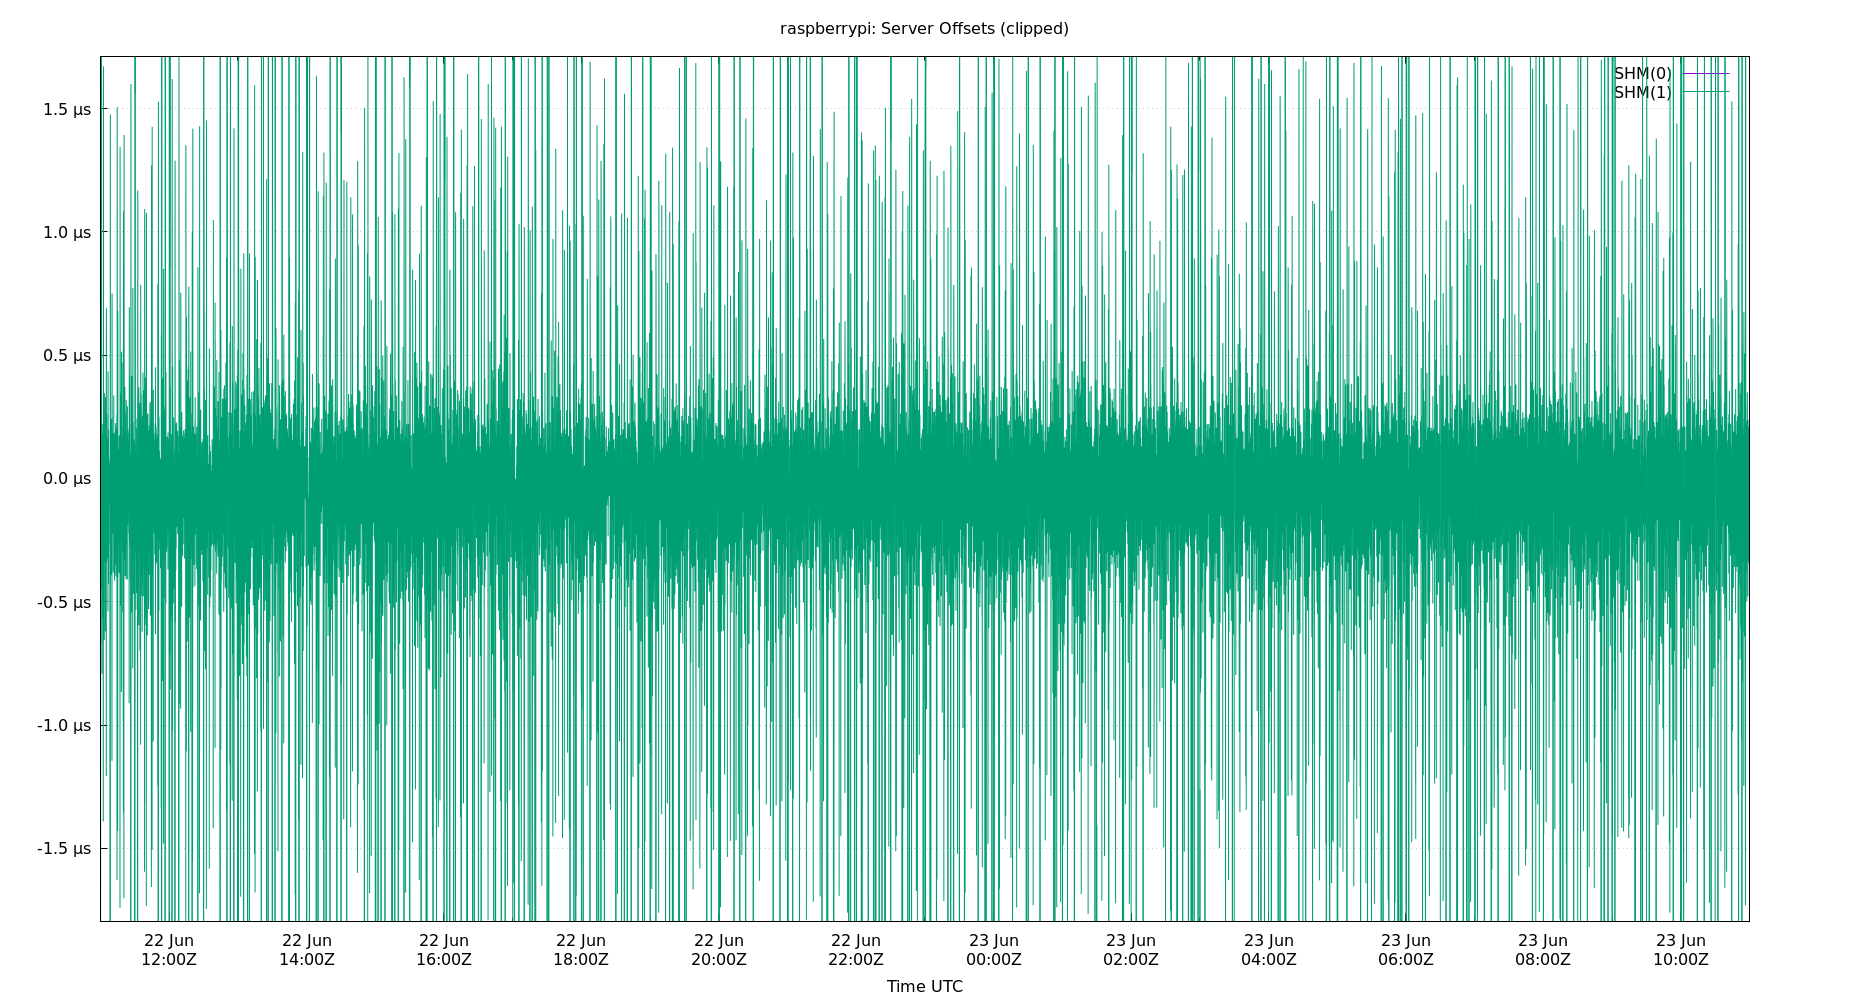 raspberrypi: Server Offsets (clipped)
SHM(0)
SHM(1)
1.5 µs
1.0 µs
0.5 µs
0.0 µs
-0.5 µs
-1.0 µs
-1.5 µs
22 Jun 22 Jun 22 Jun 22 Jun 22 Jun 22 Jun 23 Jun 23 Jun 23 Jun 23 Jun 23 Jun 23 Jun
12:00Z 14:00Z 16:00Z 18:00Z 20:00Z 22:00Z 00:00Z 02:00Z 04:00Z 06:00Z 08:00Z 10:00Z
Time UTC